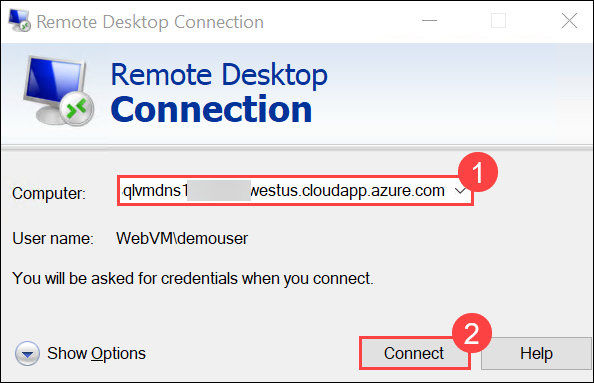 Remote Desktop Connection
Remote Desktop
Connection
1
Computer: qlvmdns1 westus.cloudapp.azure.com
User name: WebVM\demouser
You will be asked for credentials when you connect.
2
Show Options Connect Help